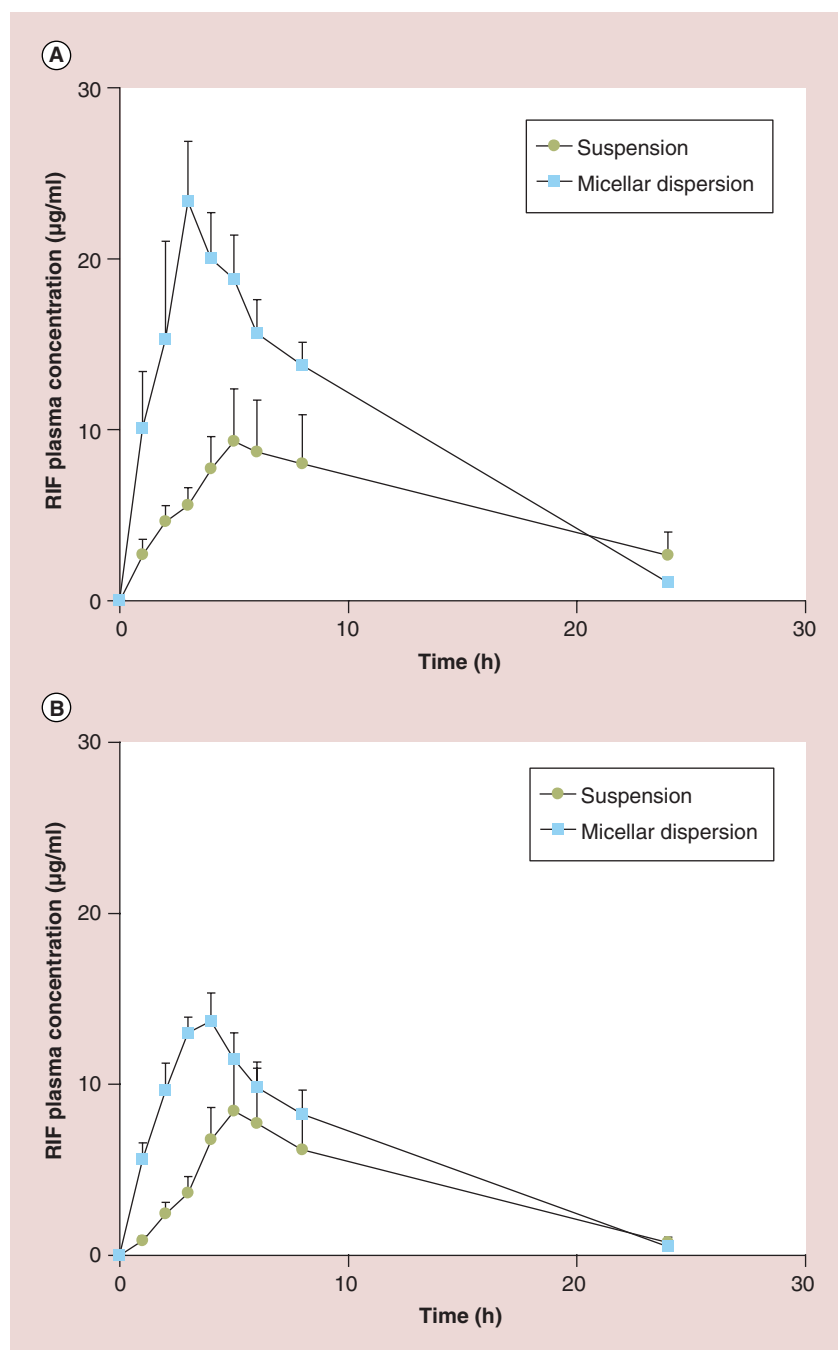 A
30
20
10
0
RIF plasma concentration (µg/ml)
Suspension
Micellar dispersion
0 10 20 30
Time (h)
B
30
20
10
0
RIF plasma concentration (µg/ml)
Suspension
Micellar dispersion
0 10 20 30
Time (h)